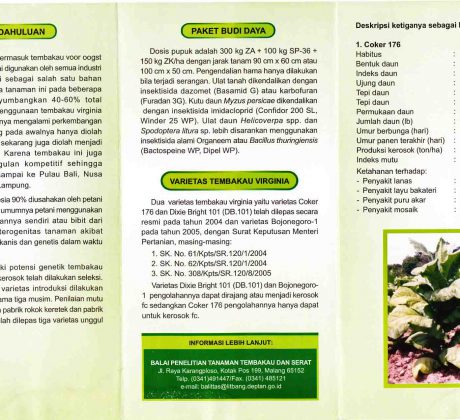 DAHULUAN
ermasuk tembakau voor oogst
ai digunakan oleh semua industri
i sebagai salah satu bahan
a tanaman ini pada beberapa
yumbangkan 40-60% total
nggunaan tembakau virginia
nya mengalami perkembangan
g pada awalnya hanya diolah
sekarang juga diolah menjadi
Karena tembakau ini juga
gulan kompetitif sehingga
ampai ke Pulau Bali, Nusa
ampung.
esia 90% diusahakan oleh petani
umumnya petani menggunakan
annya sendiri atau bibit dari
terogenitas tanaman akibat
kanis dan genetis dalam waktu
ki potensi genetik tembakau
kerosok telah dilakukan seleksi.
varietas introduksi dilakukan
ma tiga musim. Penilaian mutu
pabrik rokok keretek dan pabrik
lah dilepas tiga varietas unggul
PAKET BUDI DAYA
Dosis pupuk adalah 300 kg ZA + 100 kg SP-36 +
150 kg ZK/ha dengan jarak tanam 90 cm x 60 cm atau
100 cm x 50 cm. Pengendalian hama hanya dilakukan
bila terjadi serangan. Ulat tanah dikendalikan dengan
insektisida dazomet (Basamid G) atau karbofuran
(Furadan 3G). Kutu daun Myzus persicae dikendalikan
dengan insektisida imidacloprid (Confidor 200 SL,
Winder 25 WP). Ulat daun Helicoverpa spp. dan
Spodoptera litura sp. lebih disarankan menggunakan
insektisida alami Organeem atau Bacillus thuringiensis
(Bactospeine WP, Dipel WP).
VARIETAS TEMBAKAU VIRGINIA
Dua varietas tembakau virginia yaitu varietas Coker
176 dan Dixie Bright 101 (DB.101) telah dilepas secara
resmi pada tahun 2004 dan varietas Bojonegoro-1
pada tahun 2005, dengan Surat Keputusan Menteri
Pertanian, masing-masing:
1. SK. No. 61/Kpts/SR.120/1/2004
2. SK. No. 62/Kpts/SR.120/1/2004
3. SK. No. 308/Kpts/SR.120/8/2005
Varietas Dixie Bright 101 (DB.101) dan Bojonegoro-
1 pengolahannya dapat dirajang atau menjadi kerosok
fc sedangkan Coker 176 pengolahannya hanya dapat
untuk kerosok fc.
INFORMASI LEBIH LANJUT:
BALAI PENELITIAN TANAMAN TEMBAKAU DAN SERAT
Jl. Raya Karangploso, Kotak Pos 199, Malang 65152
Telp. (0341)491447/Fax. (0341) 485121
e-mail: balittas@litbang.deptan.go.id
Deskripsi ketiganya sebagai
1. Coker 176
Habitus :
Bentuk daun :
Indeks daun :
Ujung daun :
Tepi daun :
Tepi daun :
Permukaan daun :
Jumlah daun (lb) :
Umur berbunga (hari) :
Umur panen terakhir (hari) :
Produksi kerosok (ton/ha) :
Indeks mutu :
Ketahanan terhadap:
- Penyakit lanas :
- Penyakit layu bakateri :
- Penyakit puru akar :
- Penyakit mosaik :